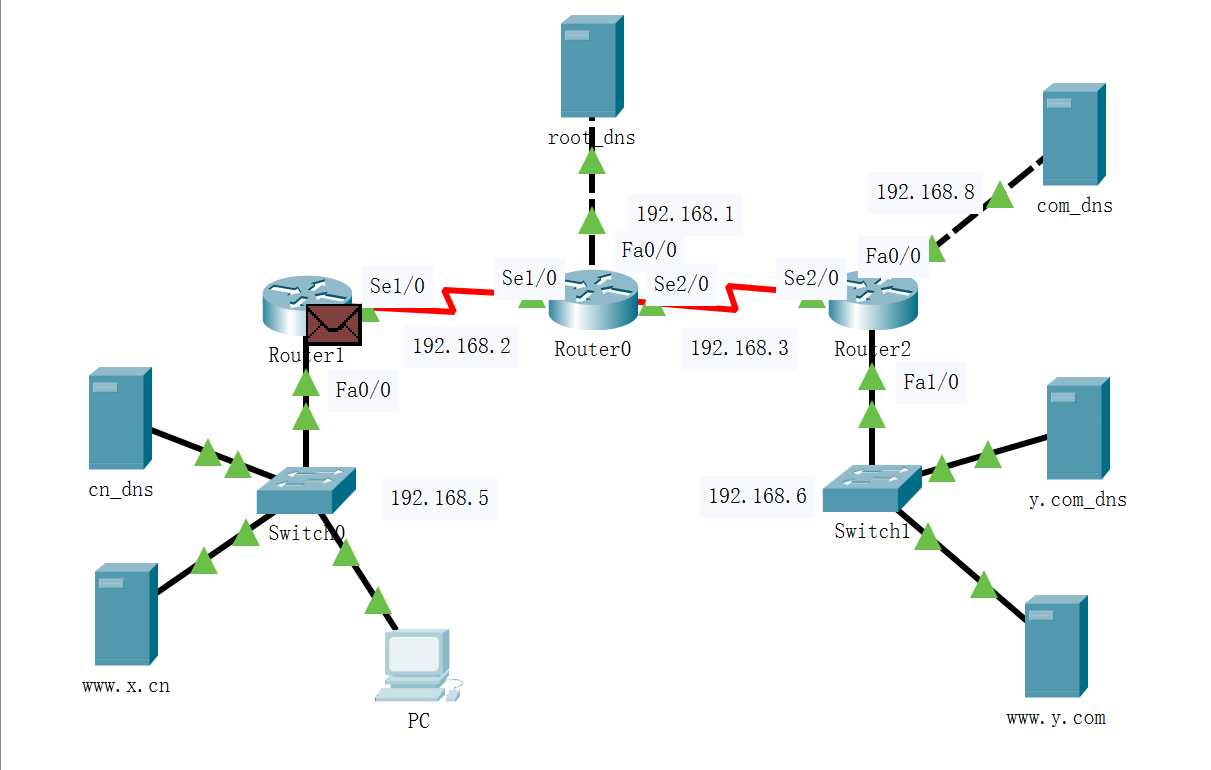 root_dns
192.168.8
com_dns
192.168.1
Fa0/0
Fa0/0
Se1/0
Se1/0
Se2/0
Se2/0
192.168.2
192.168.3
Router1
Router0
Router2
Fa0/0
Fa1/0
cn_dns
192.168.5
192.168.6
y.com_dns
Switch0
Switch1
www.x.cn
PC
www.y.com